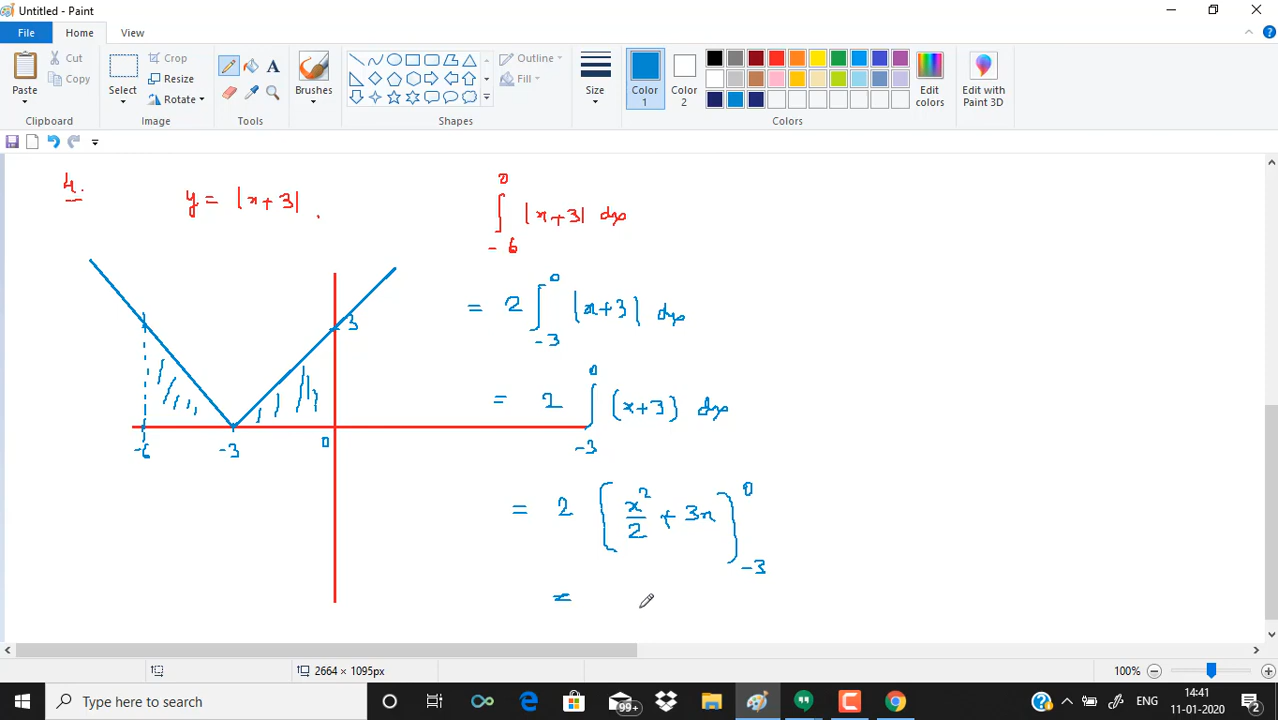 Untitled - Paint
File Home View
Cut
Copy
Paste
Clipboard
Select
Crop
Resize
Rotate
Image
Tools
Brushes
Shapes
Outline
Fill
Size
Color 1
Color 2
Edit colors
Edit with Paint 3D
Colors
4. y = |x+3| .
∫_{-6}^{0} |x+3| dx
= 2 ∫_{-3}^{0} |x+3| dx
3
= 2 ∫_{-3}^{0} (x+3) dx
-6 -3 0
= 2 [x²/2 + 3x]_{-3}^{0}
=
2664 × 1095px
100%
Type here to search
99+
ENG
14:41
11-01-2020
2